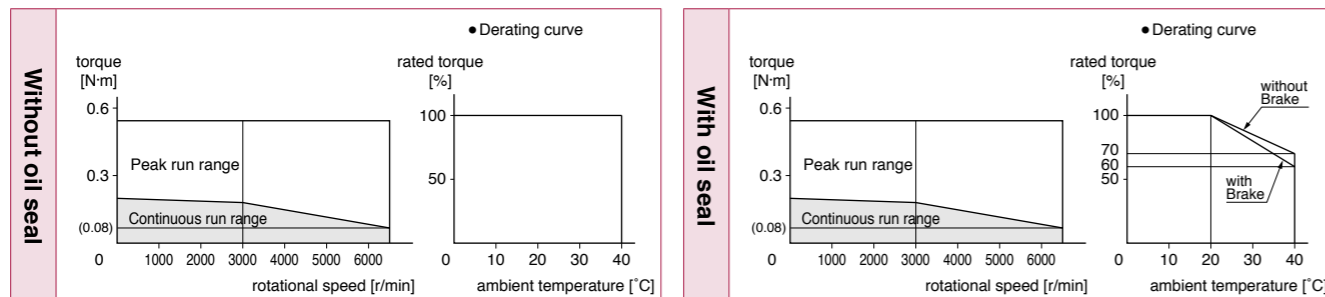 Without oil seal
● Derating curve
torque
[N·m]
0.6
0.3
(0.08)
0
Peak run range
Continuous run range
1000 2000 3000 4000 5000 6000
rotational speed [r/min]
rated torque
[%]
100
50
0
10 20 30 40
ambient temperature [˚C]
With oil seal
● Derating curve
torque
[N·m]
0.6
0.3
(0.08)
0
Peak run range
Continuous run range
1000 2000 3000 4000 5000 6000
rotational speed [r/min]
rated torque
[%]
100
70
60
50
0
without
Brake
with
Brake
10 20 30 40
ambient temperature [˚C]